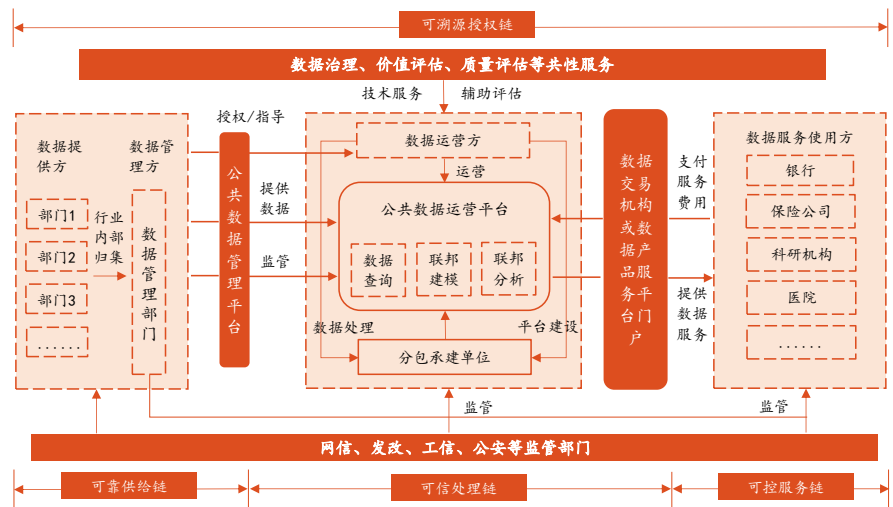 可溯源授权链
数据治理、价值评估、质量评估等共性服务
技术服务
辅助评估
数据提
供方
数据管
理方
部门1
部门2
部门3
......
行业
内部
归集
数据管理部门
授权/指导
公共数据管理平台
提供
数据
监管
数据运营方
运营
公共数据运营平台
数据
查询
联邦
建模
联邦
分析
数据处理
平台建设
分包承建单位
数据
交易
机构
或数
据产
品服
务平
台门
户
支付
服务
费用
提供
数据
服务
数据服务使用方
银行
保险公司
科研机构
医院
......
监管
监管
网信、发改、工信、公安等监管部门
可靠供给链
可信处理链
可控服务链